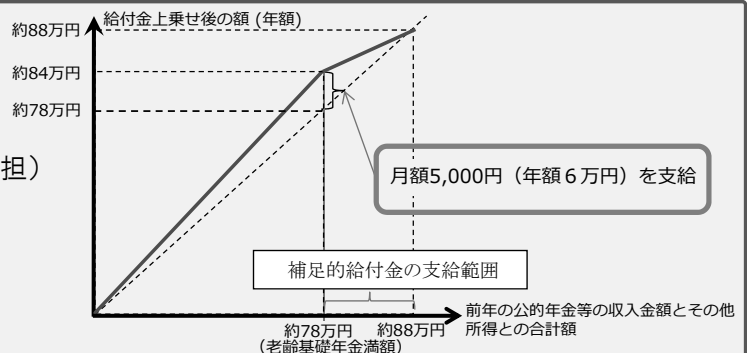 給付金上乗せ後の額 (年額)
約88万円
約84万円
約78万円
担）
月額5,000円（年額６万円）を支給
補足的給付金の支給範囲
前年の公的年金等の収入金額とその他
所得との合計額
約78万円
約88万円
（老齢基礎年金満額）